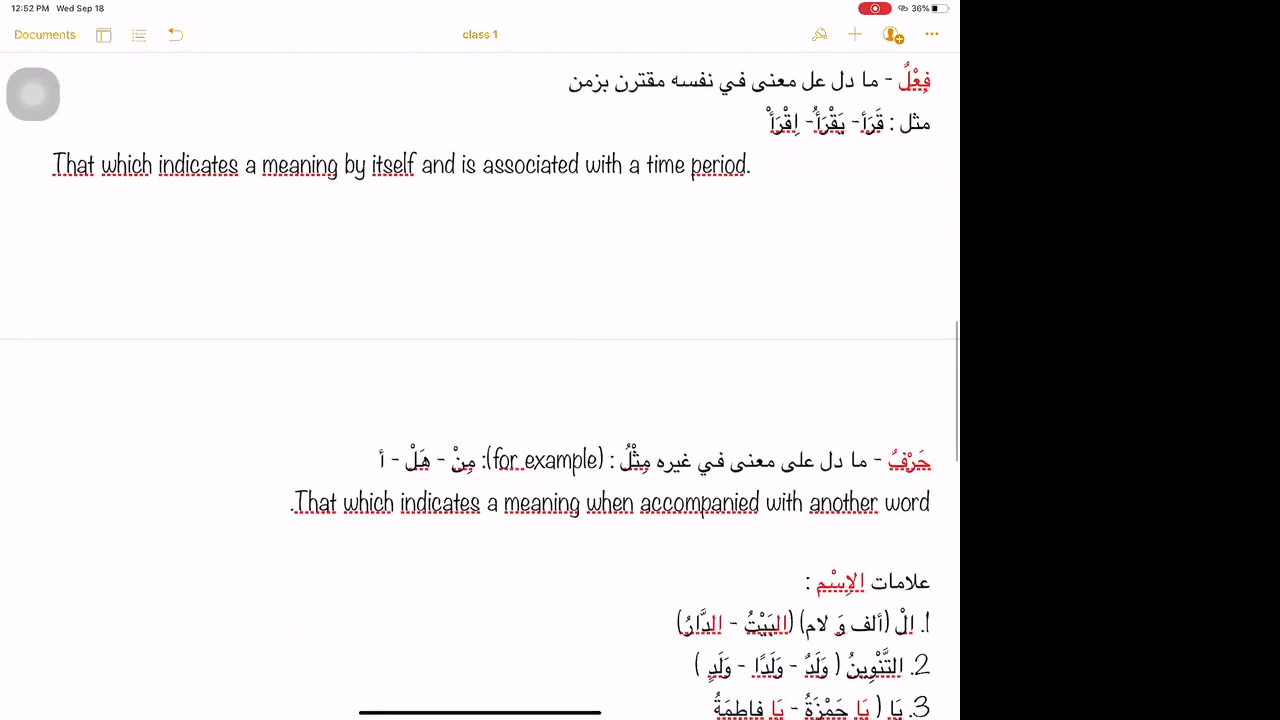 12:52 PM Wed Sep 18
36%
Documents
class 1
فِعْلٌ - ما دل عل معنى في نفسه مقترن بزمن
مثل : قَرَأَ- يَقْرَأُ- اِقْرَأْ
That which indicates a meaning by itself and is associated with a time period.
حَرْفٌ - ما دل على معنى في غيره مِثْلُ : (for example): مِنْ - هَلْ - أ
That which indicates a meaning when accompanied with another word.
علامات الاِسْم :
1. الْ (ألف وَ لام) (البَيْتُ - الدَّارُ)
2. التَّنْوِينُ ( وَلَدٌ - وَلَدًا - وَلَدٍ )
3. يَا ( يَا حَمْزَةُ - يَا فاطِمَةُ